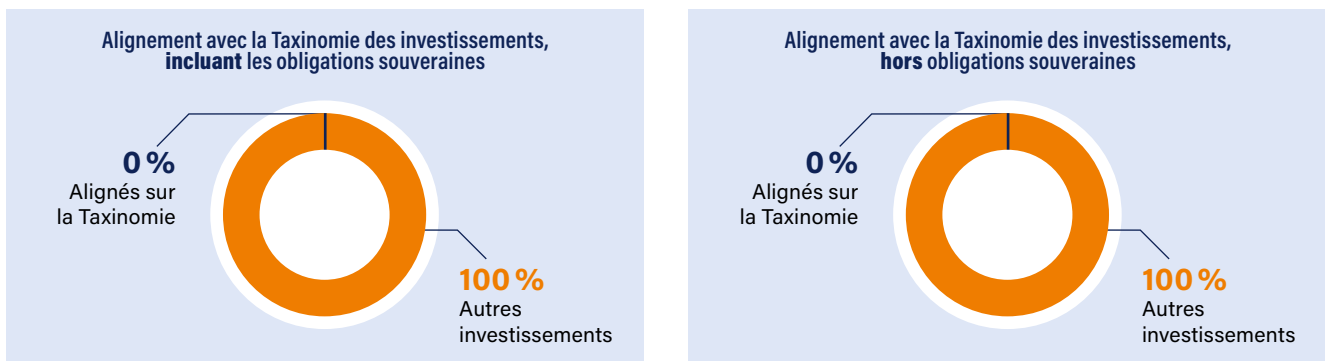 Alignement avec la Taxinomie des investissements,
incluant les obligations souveraines
0 %
Alignés sur
la Taxinomie
100 %
Autres
investissements
Alignement avec la Taxinomie des investissements,
hors obligations souveraines
0 %
Alignés sur
la Taxinomie
100 %
Autres
investissements